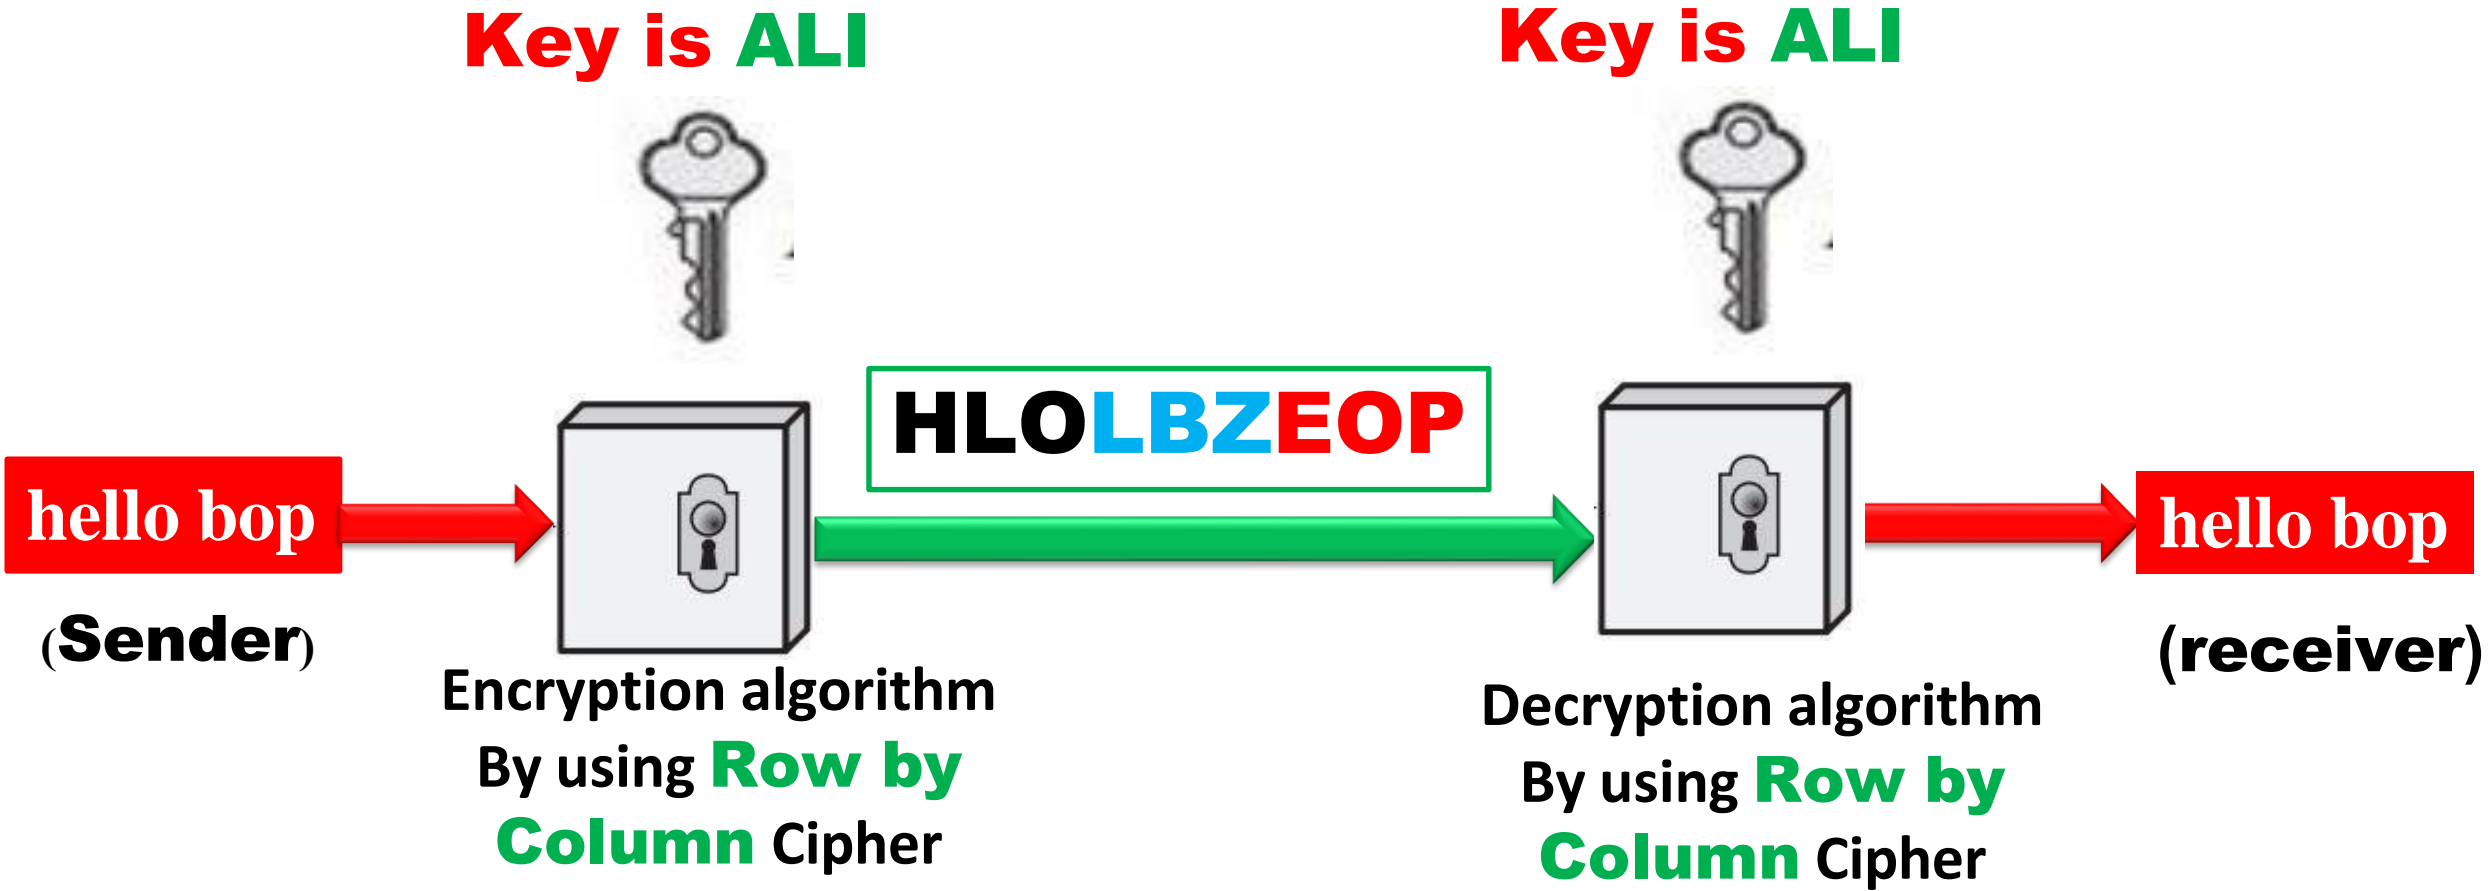 Key is ALI
Key is ALI
HLOLBZEOP
hello bop
hello bop
(Sender)
(receiver)
Encryption algorithm
By using Row by
Column Cipher
Decryption algorithm
By using Row by
Column Cipher